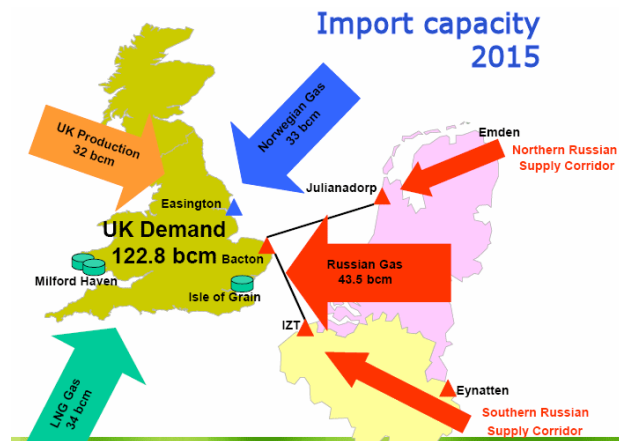 Import capacity
2015
UK Production
32 bcm
Norwegian Gas
33 bcm
Emden
Northern Russian
Supply Corridor
Julianadorp
Easington
UK Demand
122.8 bcm
Bacton
Milford Haven
Isle of Grain
Russian Gas
43.5 bcm
IZT
LNG Gas
34 bcm
Eynatten
Southern Russian
Supply Corridor